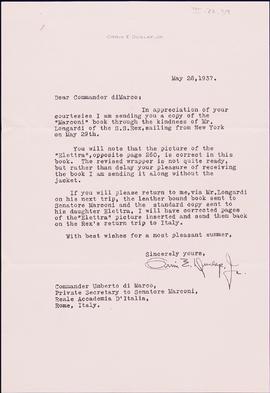 ORRIN E. DUNLAP, JR.
May 28, 1937.
Dear Commander diMarco:
In appreciation of your
courtesies I am sending you a copy of the
"Marconi" book through the kindness of Mr.
Longardi of the S.S.Rex,sailing from New York
on May 29th.
You will note that the picture of the
"Elettra",opposite page 260, is correct in this
book. The revised wrapper is not quite ready,
but rather than delay your pleasure of receiving
the book I am sending it along without the
jacket.
If you will please return to me,via Mr.Longardi
on his next trip, the leather bound book sent to
Senatore Marconi and the standard copy sent to
his daughter Elettra, I will have corrected pages
of the"Elettra" picture inserted and send them back
on the Rex's return trip to Italy.
With best wishes for a most pleasant summer,
Sincerely yours,
Orrin E. Dunlap, Jr.
Commander Umberto di Marco,
Private Secretary to Senatore Marconi,
Reale Accademia D'Italia,
Rome, Italy.